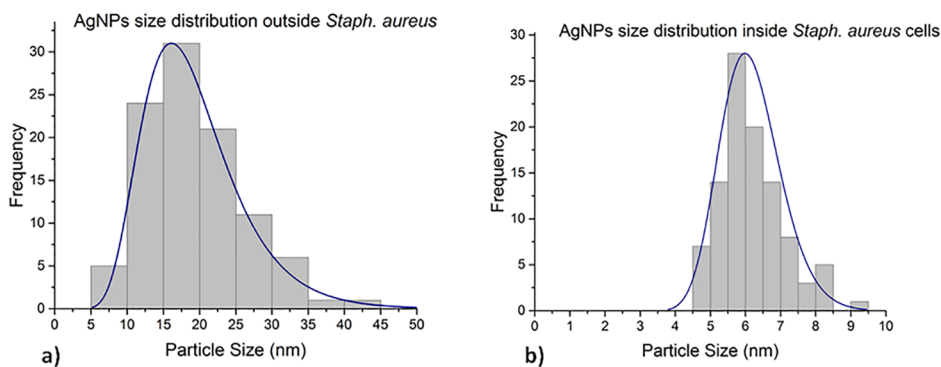 AgNPs size distribution outside Staph. aureus
30
25
20
15
10
5
0
Frequency
0 5 10 15 20 25 30 35 40 45 50
Particle Size (nm)
a)
AgNPs size distribution inside Staph. aureus cells
30
25
20
15
10
5
0
Frequency
0 1 2 3 4 5 6 7 8 9 10
Particle Size (nm)
b)